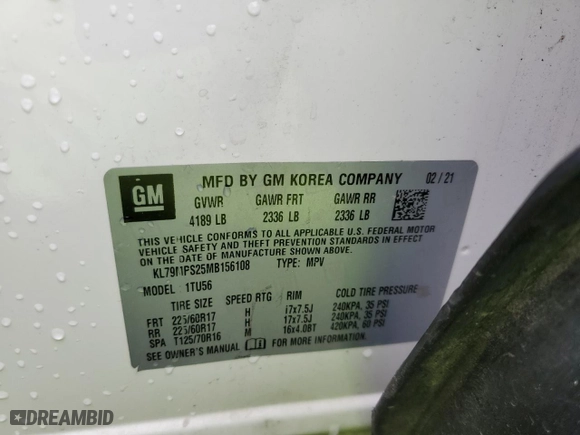 GM
MFD BY GM KOREA COMPANY 02/21
GVWR GAWR FRT GAWR RR
4189 LB 2336 LB 2336 LB
THIS VEHICLE CONFORMS TO ALL APPLICABLE U.S. FEDERAL MOTOR
VEHICLE SAFETY AND THEFT PREVENTION STANDARDS IN EFFECT ON
THE DATE OF MANUFACTURE SHOWN ABOVE.
KL79MPS25MB156108 TYPE: MPV
MODEL 1TU56
SPEED RTG RIM COLD TIRE PRESSURE
FRT 225/60R17 H 17x7.5J 240KPA, 35 PSI
RR 225/60R17 H 17x7.5J 240KPA, 35 PSI
SPA T125/70R16 M 16x4.0BT 420KPA, 60 PSI
SEE OWNER'S MANUAL FOR MORE INFORMATION.
DREAMBID